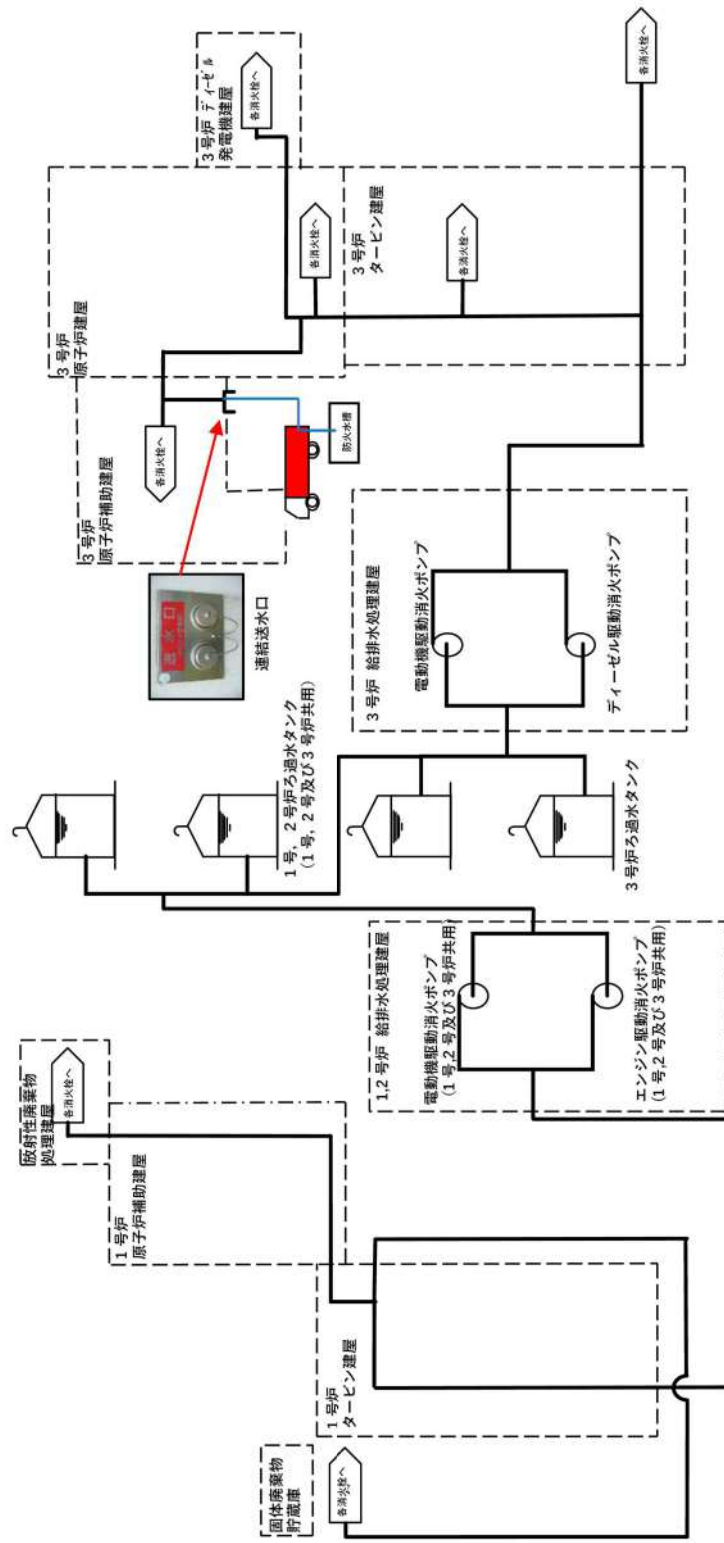 放射性廃棄物
処理建屋
各消火栓へ
1号炉
原子炉補助建屋
1号炉
タービン建屋
固体廃棄物
貯蔵庫
各消火栓へ
1号，2号炉ろ過水タンク
(1号，2号及び3号炉共用)
3号炉ろ過水タンク
1,2号炉 給排水処理建屋
電動機駆動消火ポンプ
(1号,2号及び3号炉共用)
エンジン駆動消火ポンプ
(1号,2号及び3号炉共用)
送水口
連結送水口
3号炉
原子炉補助建屋
各消火栓へ
防火水槽
3号炉
原子炉建屋
各消火栓へ
3号炉 ディーゼル
発電機建屋
各消火栓へ
3号炉
タービン建屋
各消火栓へ
3号炉 給排水処理建屋
電動機駆動消火ポンプ
ディーゼル駆動消火ポンプ
各消火栓へ